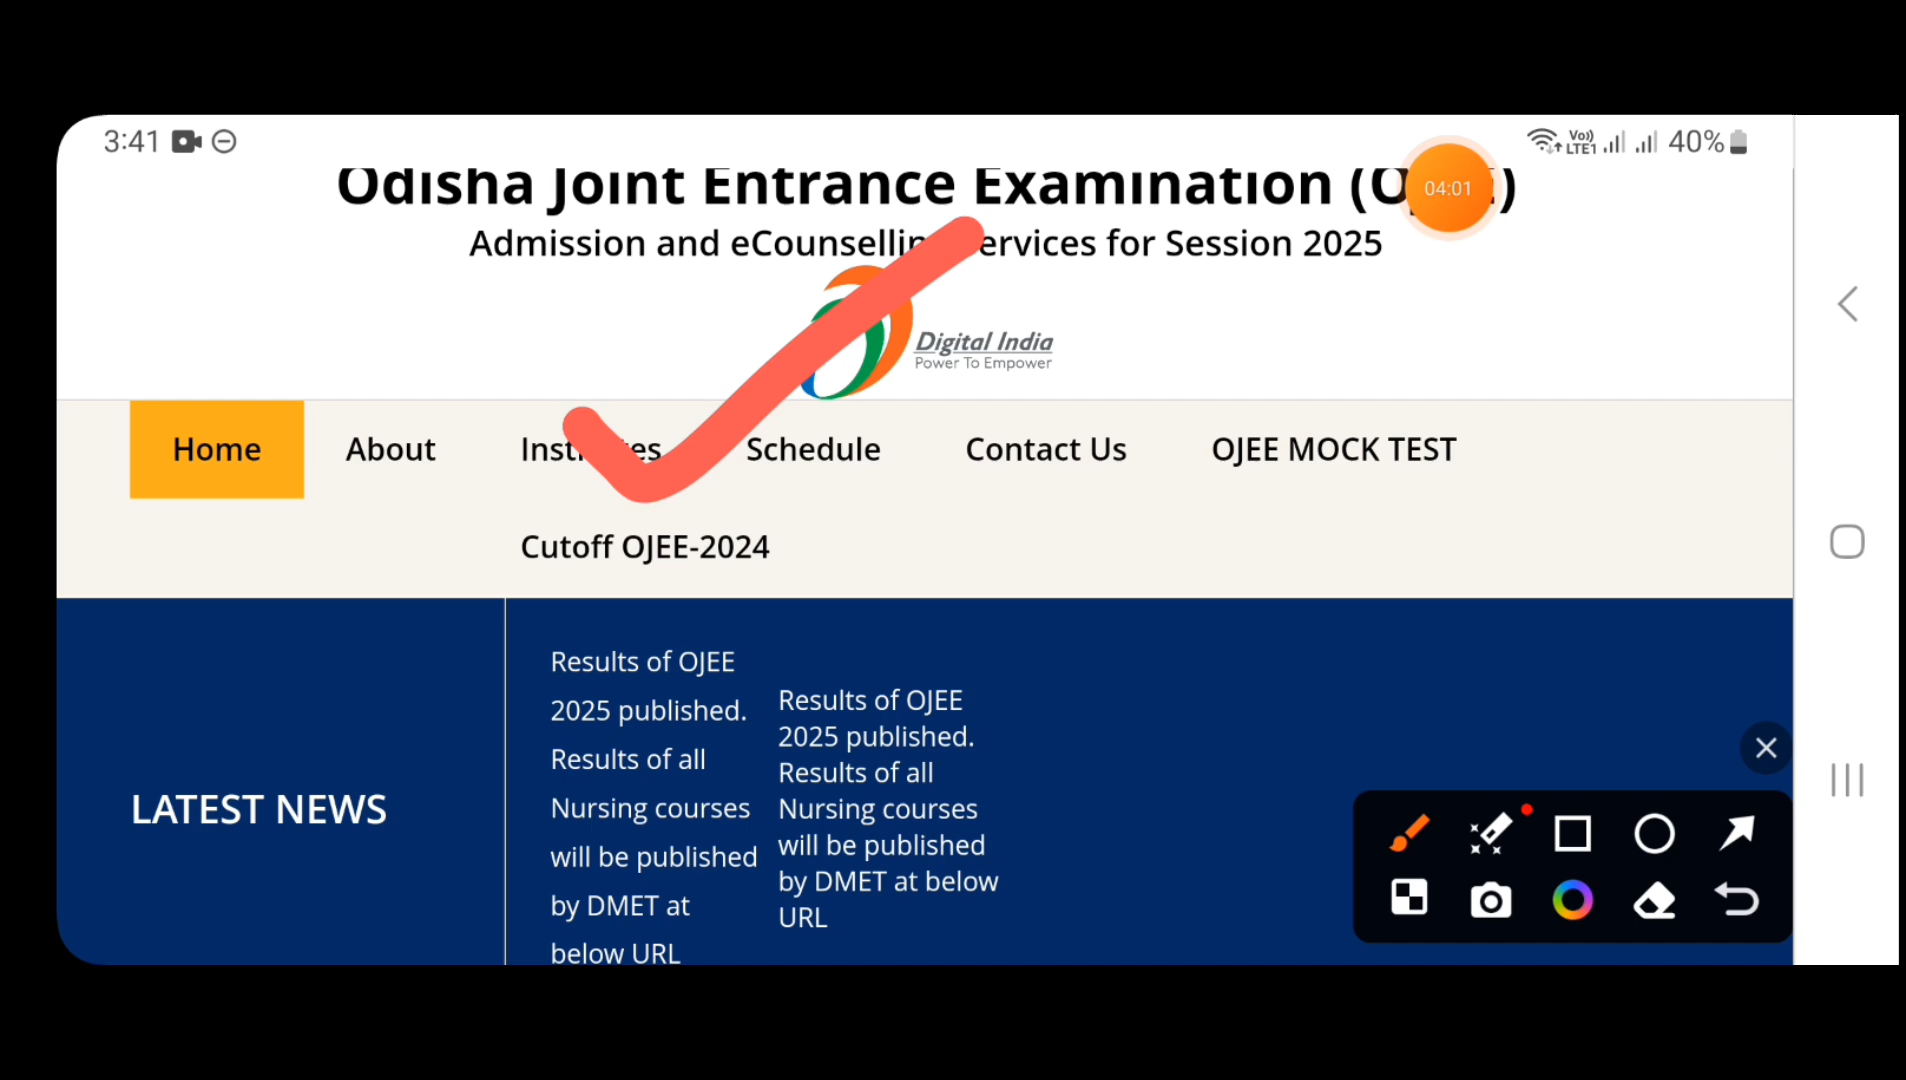 3:41
Vo))
LTE1
40%
04:01
Odisha Joint Entrance Examination (O )
Admission and eCounselling ervices for Session 2025
Digital India
Power To Empower
Home About Schedule Contact Us OJEE MOCK TEST
Cutoff OJEE-2024
LATEST NEWS
Results of OJEE
2025 published.
Results of all
Nursing courses
will be published
by DMET at
below URL
Results of OJEE
2025 published.
Results of all
Nursing courses
will be published
by DMET at below
URL